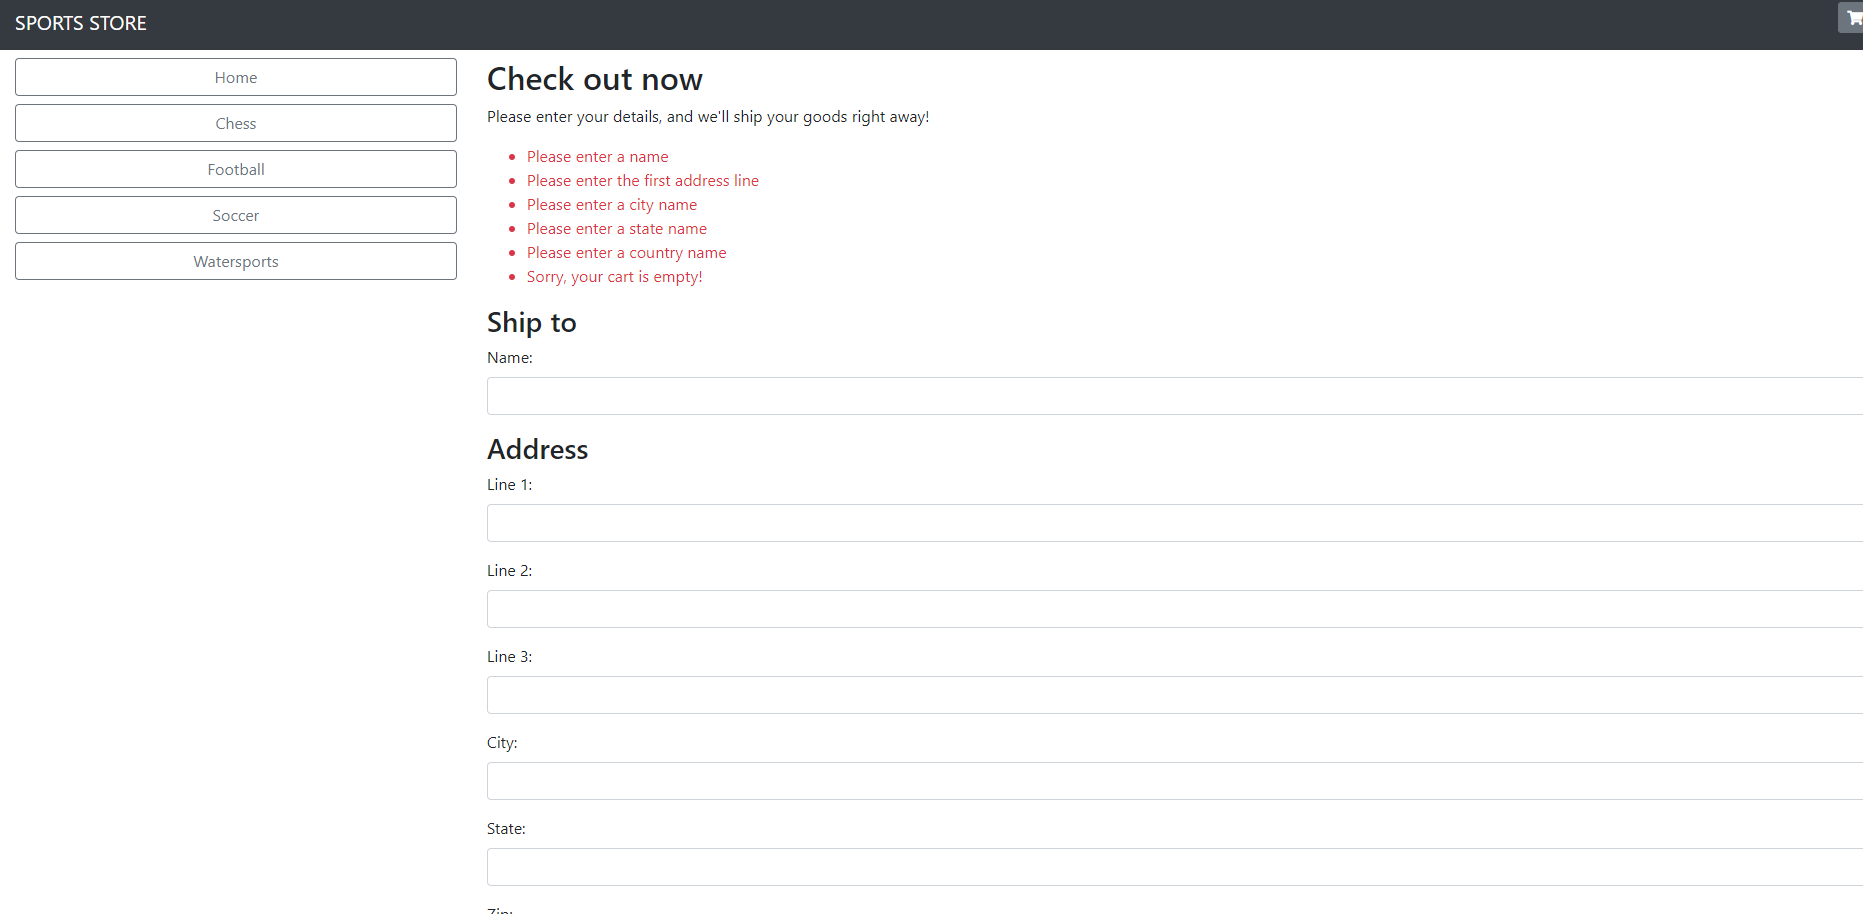 SPORTS STORE
Home
Chess
Football
Soccer
Watersports
Check out now
Please enter your details, and we'll ship your goods right away!
Please enter a name
Please enter the first address line
Please enter a city name
Please enter a state name
Please enter a country name
Sorry, your cart is empty!
Ship to
Name:
Address
Line 1:
Line 2:
Line 3:
City:
State:
Zip: